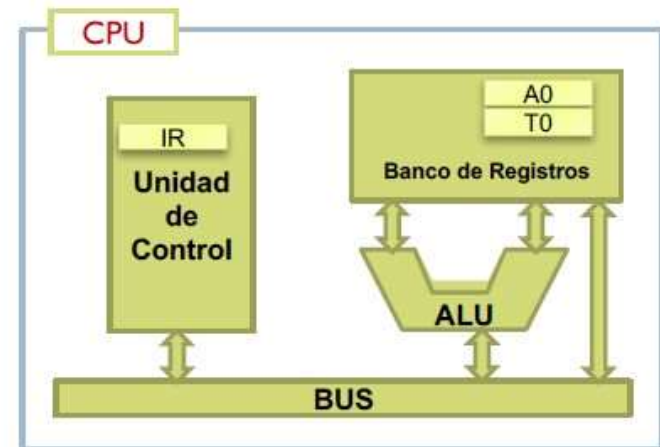 CPU
IR
Unidad
de
Control
A0
T0
Banco de Registros
ALU
BUS